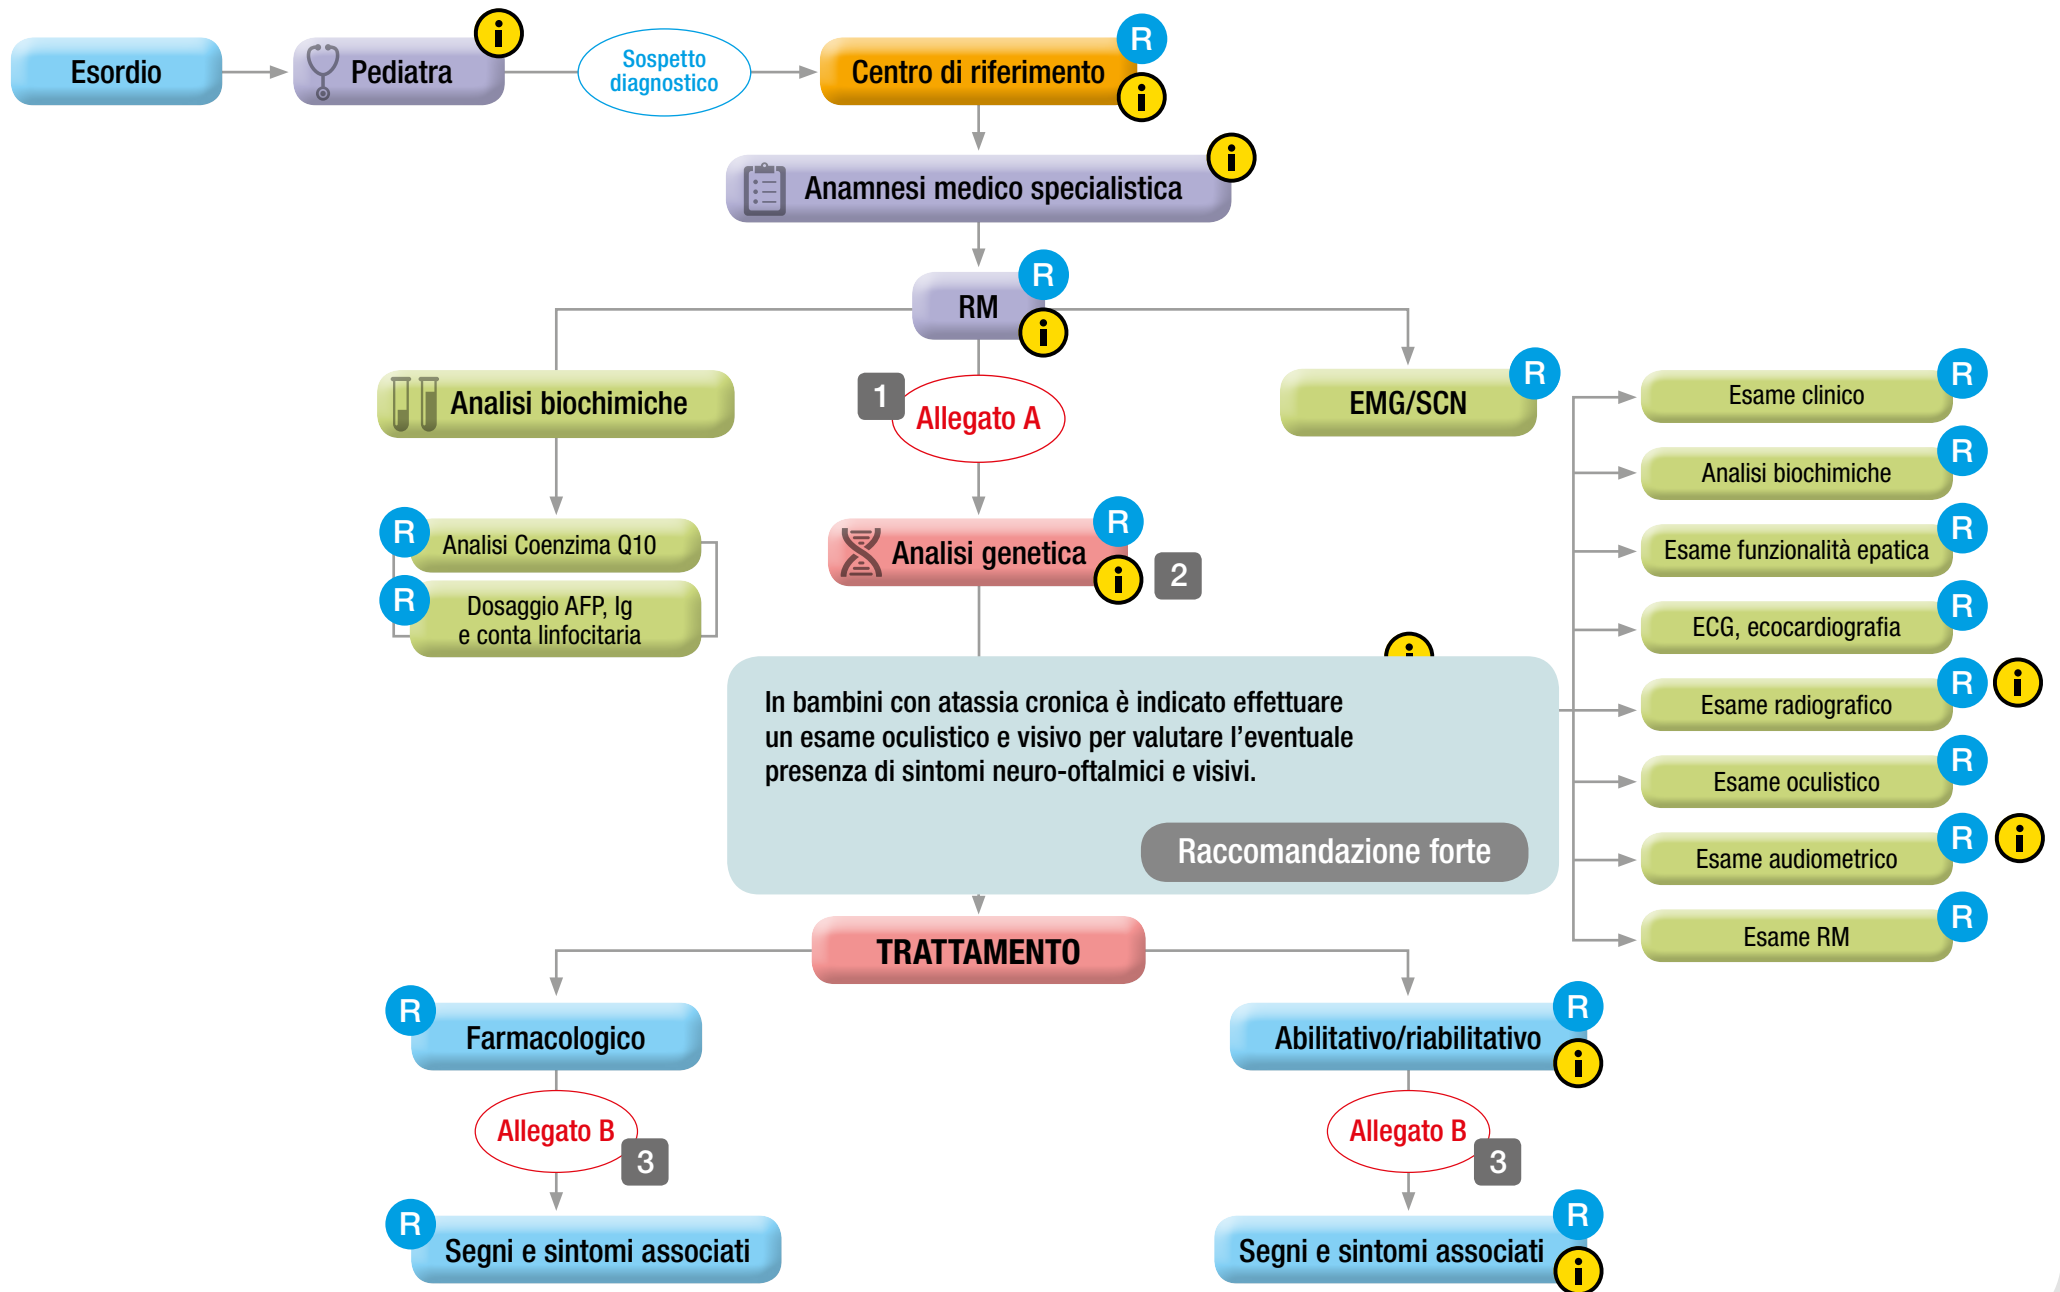 Esordio
Pediatra
i
Sospetto
diagnostico
Centro di riferimento
R
i
Anamnesi medico specialistica
i
RM
R
i
Analisi biochimiche
1
Allegato A
EMG/SCN
R
Analisi Coenzima Q10
R
Dosaggio AFP, Ig
e conta linfocitaria
R
Analisi genetica
R
i
2
i
In bambini con atassia cronica è indicato effettuare
un esame oculistico e visivo per valutare l'eventuale
presenza di sintomi neuro-oftalmici e visivi.
Raccomandazione forte
Esame clinico
R
Analisi biochimiche
R
Esame funzionalità epatica
R
ECG, ecocardiografia
R
Esame radiografico
R
i
Esame oculistico
R
Esame audiometrico
R
i
Esame RM
R
TRATTAMENTO
R
Farmacologico
Allegato B
3
R
Segni e sintomi associati
Abilitativo/riabilitativo
R
i
Allegato B
3
Segni e sintomi associati
R
i